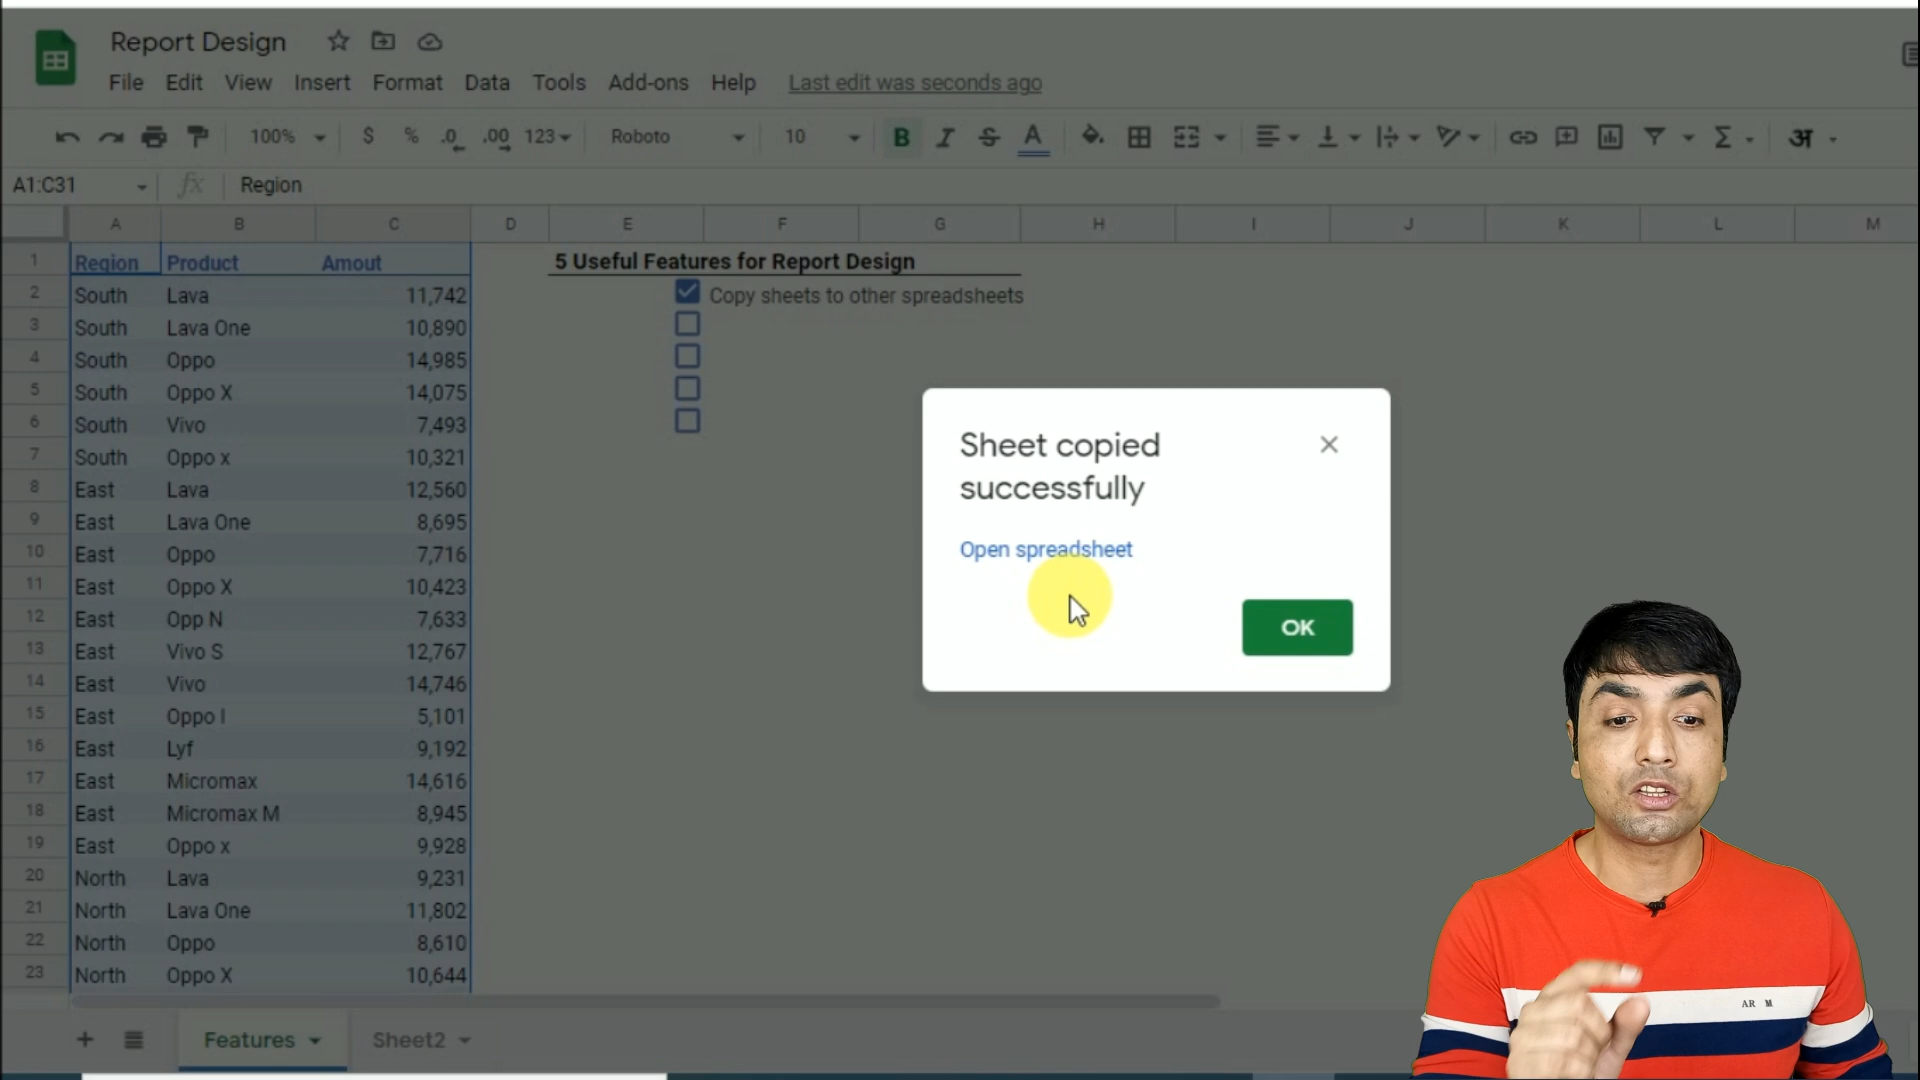 Report Design
File Edit View Insert Format Data Tools Add-ons Help Last edit was seconds ago
100% $ % .0 .00 123 Roboto 10 B I S A Σ अ
A1:C31 fx Region
A B C D E F G H I J K L M
1 Region Product Amout 5 Useful Features for Report Design
2 South Lava 11,742 Copy sheets to other spreadsheets
3 South Lava One 10,890
4 South Oppo 14,985
5 South Oppo X 14,075
6 South Vivo 7,493
7 South Oppo x 10,321
8 East Lava 12,560
9 East Lava One 8,695
10 East Oppo 7,716
11 East Oppo X 10,423
12 East Opp N 7,633
13 East Vivo S 12,767
14 East Vivo 14,746
15 East Oppo I 5,101
16 East Lyf 9,192
17 East Micromax 14,616
18 East Micromax M 8,945
19 East Oppo x 9,928
20 North Lava 9,231
21 North Lava One 11,802
22 North Oppo 8,610
23 North Oppo X 10,644
Sheet copied
successfully
Open spreadsheet
OK
AR M
Features Sheet2